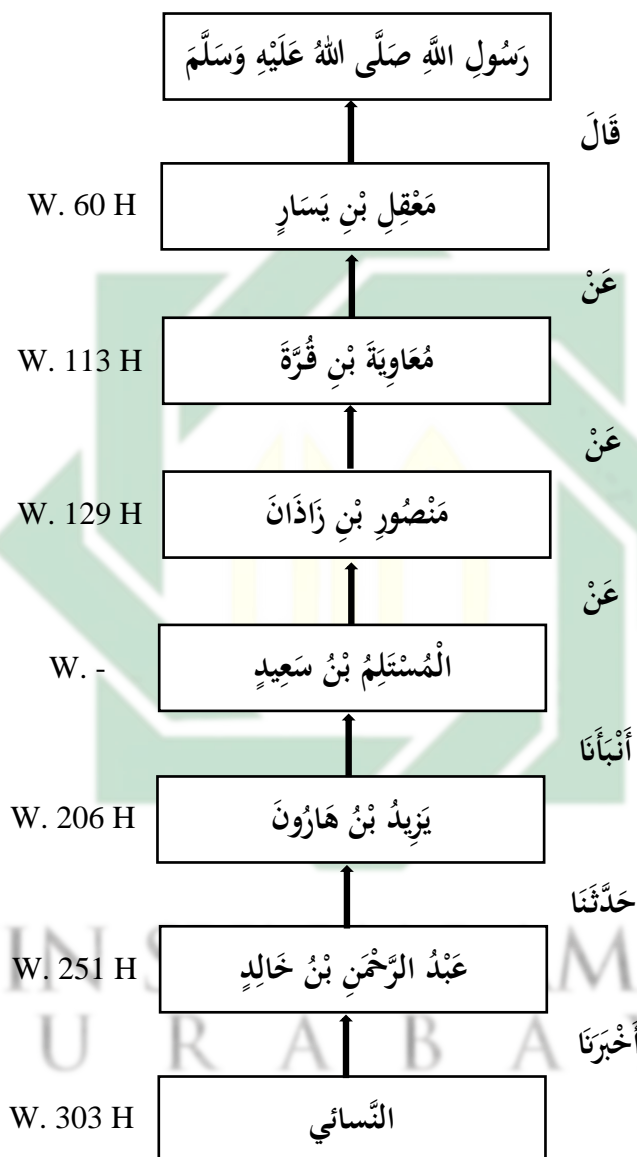 رَسُولِ اللَّهِ صَلَّى اللهُ عَلَيْهِ وَسَلَّمَ
قَالَ
W. 60 H مَعْقِلِ بْنِ يَسَارٍ
عَنْ
W. 113 H مُعَاوِيَةَ بْنِ قُرَّةَ
عَنْ
W. 129 H مَنْصُورِ بْنِ زَاذَانَ
عَنْ
W. - الْمُسْتَلِمُ بْنُ سَعِيدٍ
أَنْبَأَنَا
W. 206 H يَزِيدُ بْنُ هَارُونَ
حَدَّثَنَا
W. 251 H عَبْدُ الرَّحْمَنِ بْنُ خَالِدٍ
أَخْبَرَنَا
W. 303 H النَّسائي